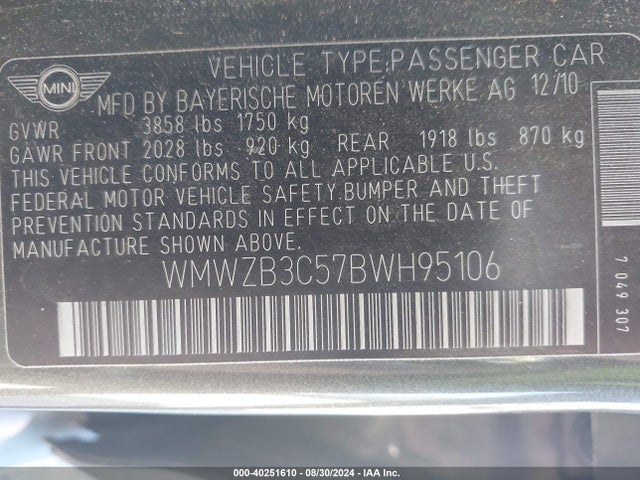 MINI
VEHICLE TYPE:PASSENGER CAR
MFD BY BAYERISCHE MOTOREN WERKE AG 12/10
GVWR 3858 lbs 1750 kg
GAWR FRONT 2028 lbs 920 kg REAR 1918 lbs 870 kg
THIS VEHICLE CONFORMS TO ALL APPLICABLE U.S.
FEDERAL MOTOR VEHICLE SAFETY,BUMPER AND THEFT
PREVENTION STANDARDS IN EFFECT ON THE DATE OF
MANUFACTURE SHOWN ABOVE.
WMWZB3C57BWH95106
7 049 307
000-40251610 - 08/30/2024 - IAA Inc.